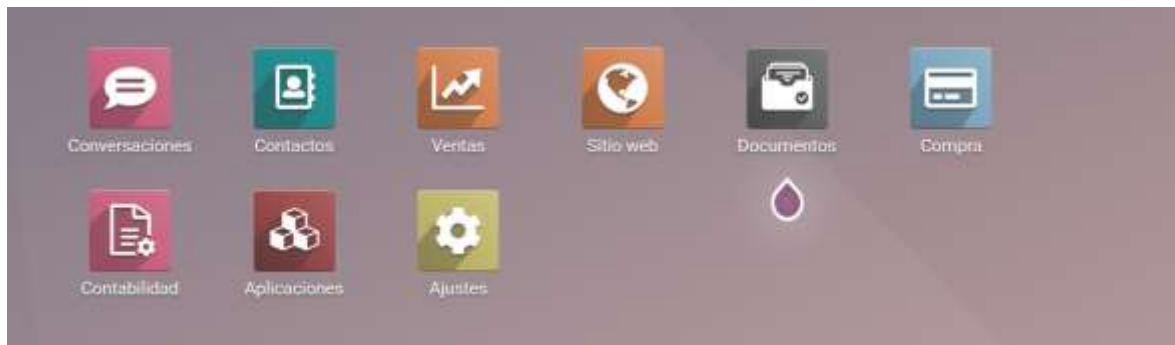 Conversaciones
Contactos
Ventas
Sitio web
Documentos
Compra
Contabilidad
Aplicaciones
Ajustes